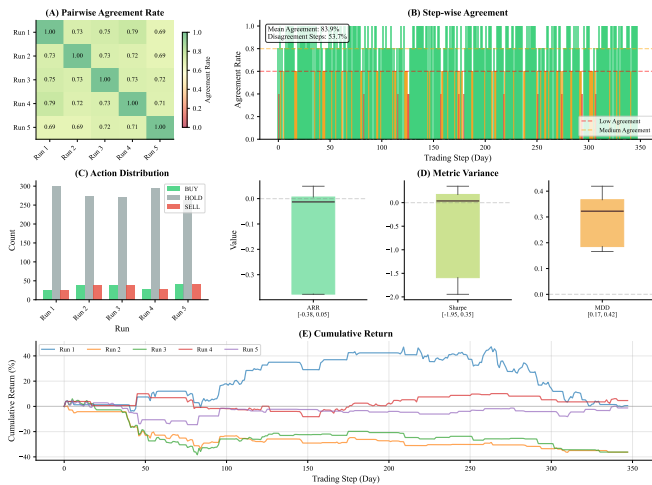 (A) Pairwise Agreement Rate
Run 1 1.00 0.73 0.75 0.79 0.69
Run 2 0.73 1.00 0.73 0.72 0.69
Run 3 0.75 0.73 1.00 0.73 0.72
Run 4 0.79 0.72 0.73 1.00 0.71
Run 5 0.69 0.69 0.72 0.71 1.00
Run 1 Run 2 Run 3 Run 4 Run 5
1.0
0.8
0.6
0.4
0.2
0.0
Agreement Rate
(B) Step-wise Agreement
Mean Agreement: 83.9%
Disagreement Steps: 53.7%
Agreement Rate
1.0
0.8
0.6
0.4
0.2
0.0
Low Agreement
Medium Agreement
0 50 100 150 200 250 300 350
Trading Step (Day)
(C) Action Distribution
BUY
HOLD
SELL
Count
300
250
200
150
100
50
0
Run 1 Run 2 Run 3 Run 4 Run 5
Run
(D) Metric Variance
Value
0.0
−0.1
−0.2
−0.3
ARR
[-0.38, 0.05]
0.0
−0.5
−1.0
−1.5
−2.0
Sharpe
[-1.95, 0.35]
0.4
0.3
0.2
0.1
0.0
MDD
[0.17, 0.42]
(E) Cumulative Return
Run 1 Run 2 Run 3 Run 4 Run 5
Cumulative Return (%)
40
20
0
−20
−40
0 50 100 150 200 250 300 350
Trading Step (Day)